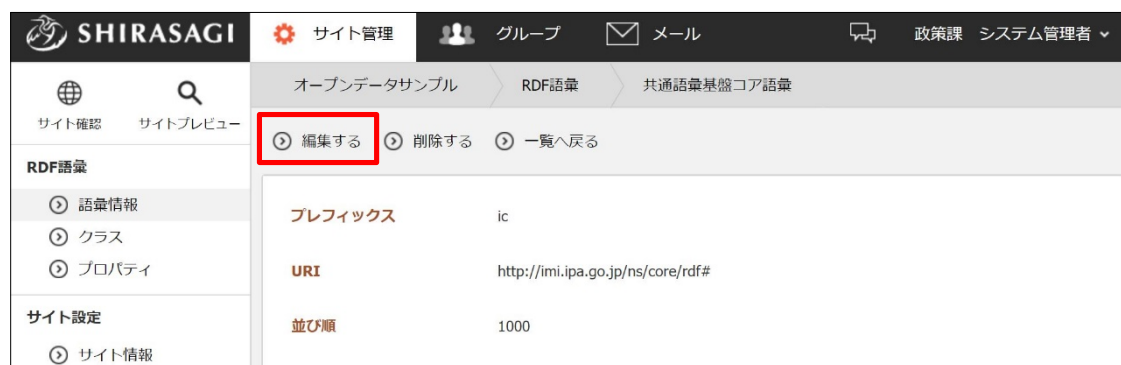 SHIRASAGI サイト管理 グループ メール 政策課 システム管理者
サイト確認 サイトプレビュー
オープンデータサンプル RDF語彙 共通語彙基盤コア語彙
編集する 削除する 一覧へ戻る
RDF語彙
語彙情報
クラス
プロパティ
サイト設定
サイト情報
プレフィックス ic
URI http://imi.ipa.go.jp/ns/core/rdf#
並び順 1000